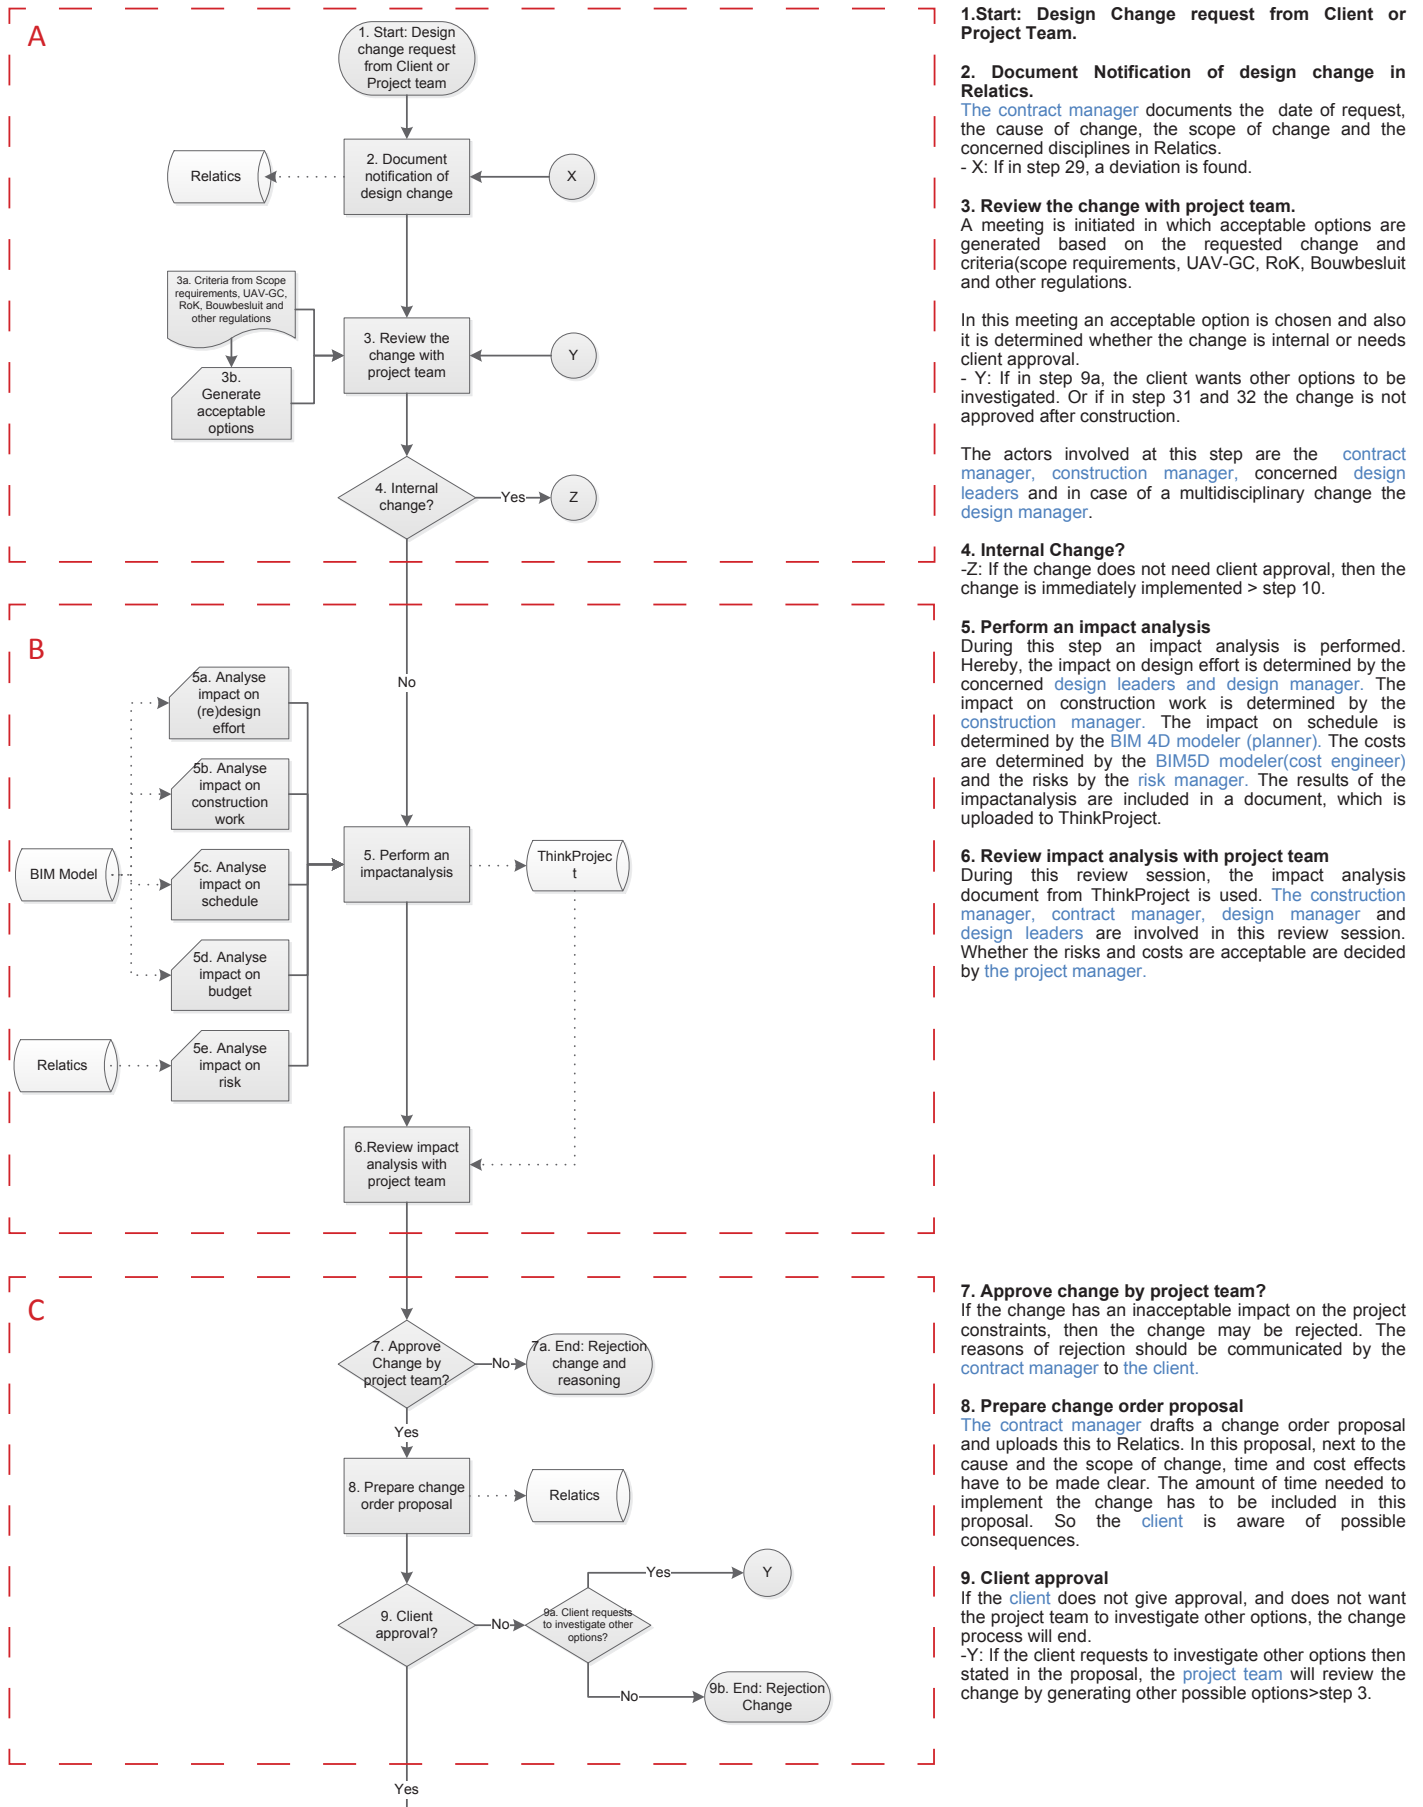 A
1. Start: Design
change request
from Client or
Project team
2. Document
notification of
design change
Relatics
X
3a. Criteria from Scope
requirements, UAV-GC,
RoK, Bouwbesluit and
other regulations
3b.
Generate
acceptable
options
3. Review the
change with
project team
Y
4. Internal
change?
Yes
Z
B
No
5a. Analyse
impact on
(re)design
effort
5b. Analyse
impact on
construction
work
BIM Model
5c. Analyse
impact on
schedule
5d. Analyse
impact on
budget
Relatics
5e. Analyse
impact on
risk
5. Perform an
impactanalysis
ThinkProjec
t
6.Review impact
analysis with
project team
C
7. Approve
Change by
project team?
No
7a. End: Rejection
change and
reasoning
Yes
8. Prepare change
order proposal
Relatics
9. Client
approval?
No
9a. Client requests
to investigate other
options?
Yes
Y
No
9b. End: Rejection
Change
Yes
1.Start: Design Change request from Client or
Project Team.
2. Document Notification of design change in
Relatics.
The contract manager documents the date of request,
the cause of change, the scope of change and the
concerned disciplines in Relatics.
- X: If in step 29, a deviation is found.
3. Review the change with project team.
A meeting is initiated in which acceptable options are
generated based on the requested change and
criteria(scope requirements, UAV-GC, RoK, Bouwbesluit
and other regulations.
In this meeting an acceptable option is chosen and also
it is determined whether the change is internal or needs
client approval.
- Y: If in step 9a, the client wants other options to be
investigated. Or if in step 31 and 32 the change is not
approved after construction.
The actors involved at this step are the contract
manager, construction manager, concerned design
leaders and in case of a multidisciplinary change the
design manager.
4. Internal Change?
-Z: If the change does not need client approval, then the
change is immediately implemented > step 10.
5. Perform an impact analysis
During this step an impact analysis is performed.
Hereby, the impact on design effort is determined by the
concerned design leaders and design manager. The
impact on construction work is determined by the
construction manager. The impact on schedule is
determined by the BIM 4D modeler (planner). The costs
are determined by the BIM5D modeler(cost engineer)
and the risks by the risk manager. The results of the
impactanalysis are included in a document, which is
uploaded to ThinkProject.
6. Review impact analysis with project team
During this review session, the impact analysis
document from ThinkProject is used. The construction
manager, contract manager, design manager and
design leaders are involved in this review session.
Whether the risks and costs are acceptable are decided
by the project manager.
7. Approve change by project team?
If the change has an inacceptable impact on the project
constraints, then the change may be rejected. The
reasons of rejection should be communicated by the
contract manager to the client.
8. Prepare change order proposal
The contract manager drafts a change order proposal
and uploads this to Relatics. In this proposal, next to the
cause and the scope of change, time and cost effects
have to be made clear. The amount of time needed to
implement the change has to be included in this
proposal. So the client is aware of possible
consequences.
9. Client approval
If the client does not give approval, and does not want
the project team to investigate other options, the change
process will end.
-Y: If the client requests to investigate other options then
stated in the proposal, the project team will review the
change by generating other possible options>step 3.